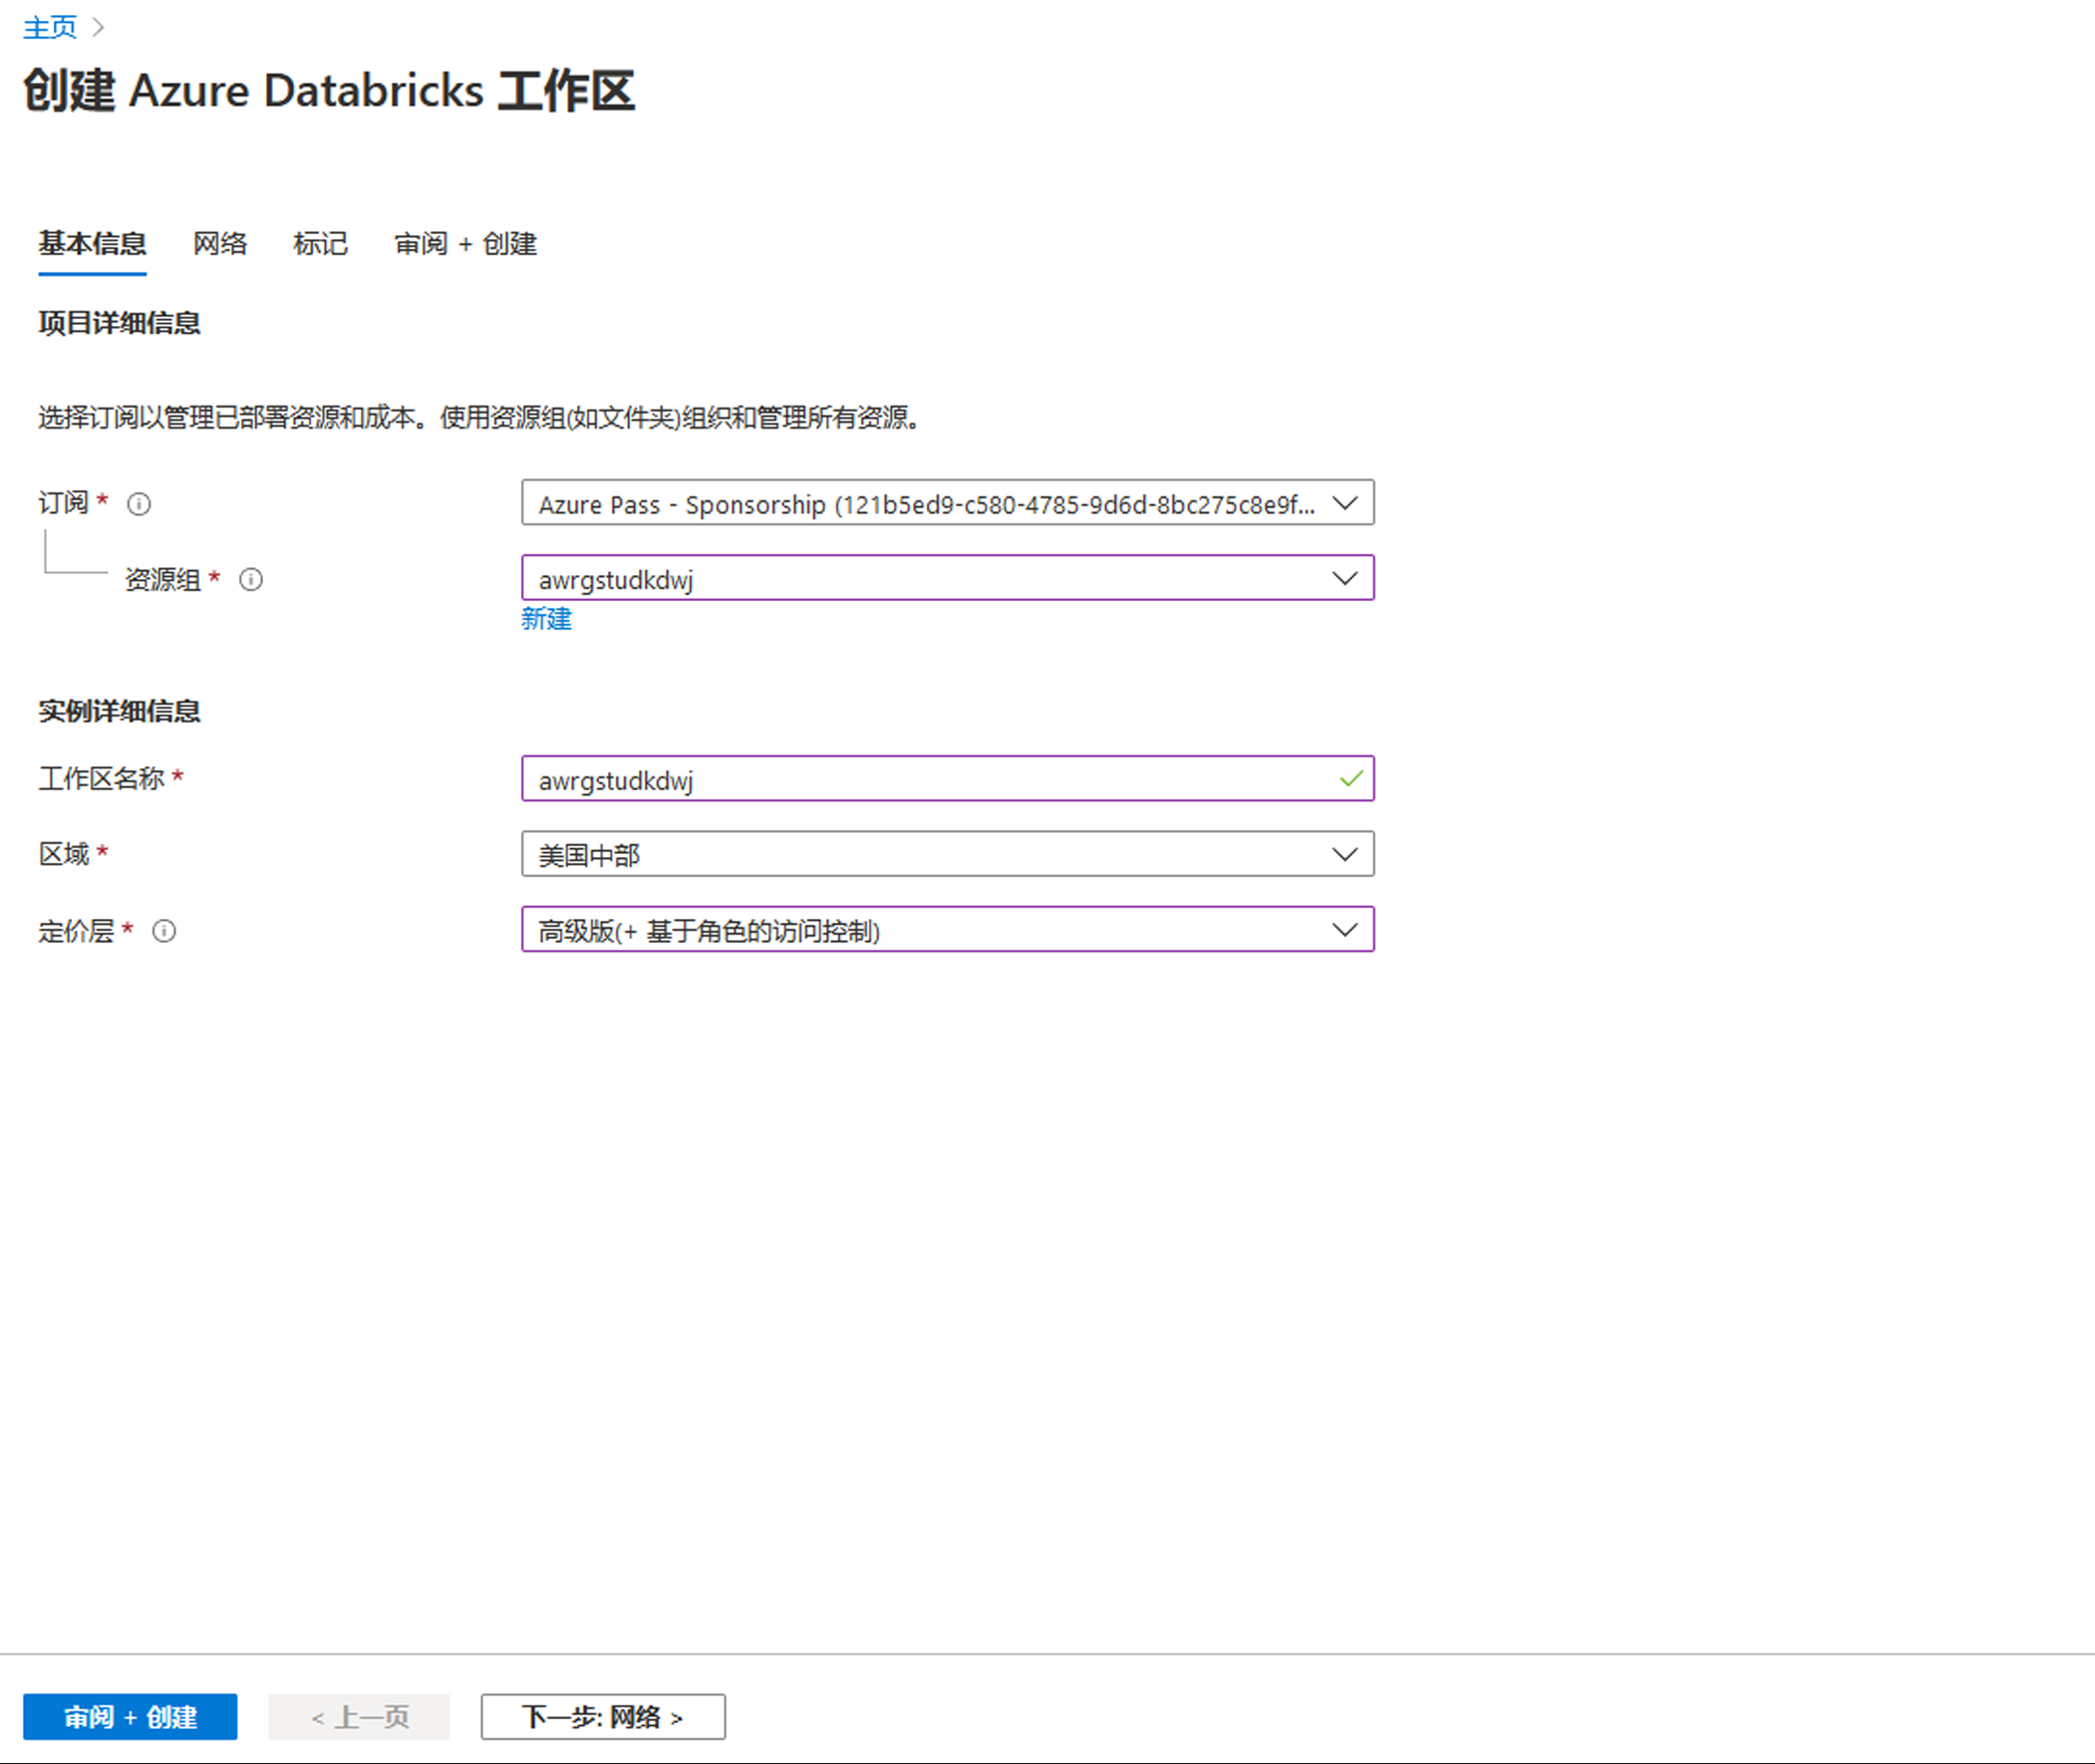 主页 >
创建 Azure Databricks 工作区
基本信息 网络 标记 审阅 + 创建
项目详细信息
选择订阅以管理已部署资源和成本。使用资源组(如文件夹)组织和管理所有资源。
订阅 * Azure Pass - Sponsorship (121b5ed9-c580-4785-9d6d-8bc275c8e9f...
资源组 * awrgstudkdwj
新建
实例详细信息
工作区名称 * awrgstudkdwj
区域 * 美国中部
定价层 * 高级版(+ 基于角色的访问控制)
审阅 + 创建 < 上一页 下一步: 网络 >